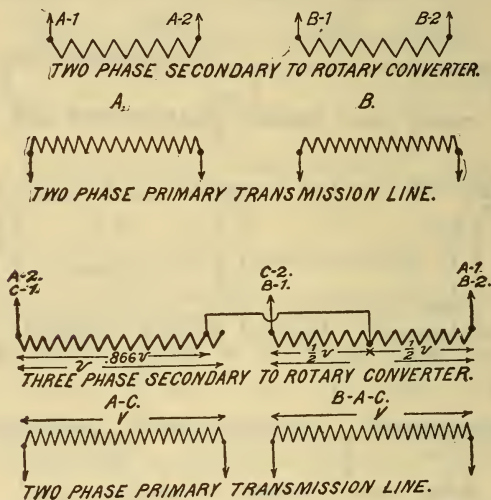 A-1 A-2 B-1 B-2
TWO PHASE SECONDARY TO ROTARY CONVERTER.
A. B.
TWO PHASE PRIMARY TRANSMISSION LINE.
A-2. C-2. A-1.
C-1. B-1. B-2.
.866v ½ v ½ v
v
THREE PHASE SECONDARY TO ROTARY CONVERTER.
A-C. B-A-C.
V V
TWO PHASE PRIMARY TRANSMISSION LINE.